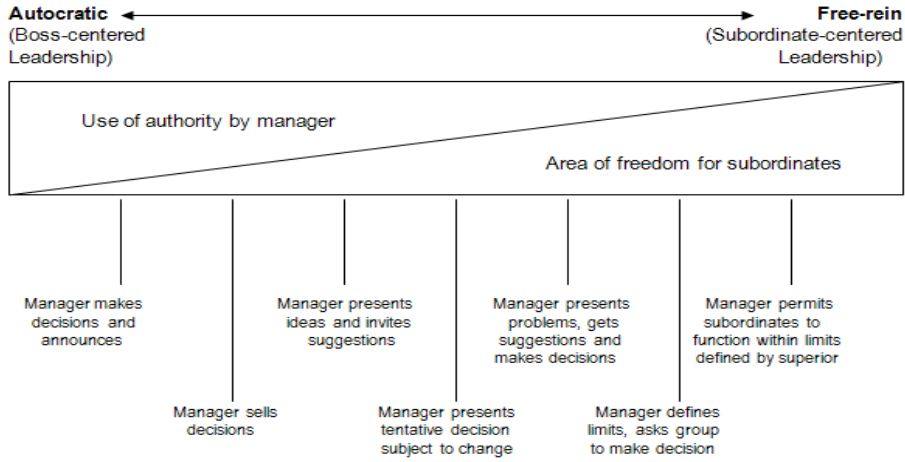 Autocratic
(Boss-centered
Leadership)
Free-rein
(Subordinate-centered
Leadership)
Use of authority by manager
Area of freedom for subordinates
Manager makes
decisions and
announces
Manager sells
decisions
Manager presents
ideas and invites
suggestions
Manager presents
tentative decision
subject to change
Manager presents
problems, gets
suggestions and
makes decisions
Manager defines
limits, asks group
to make decision
Manager permits
subordinates to
function within limits
defined by superior